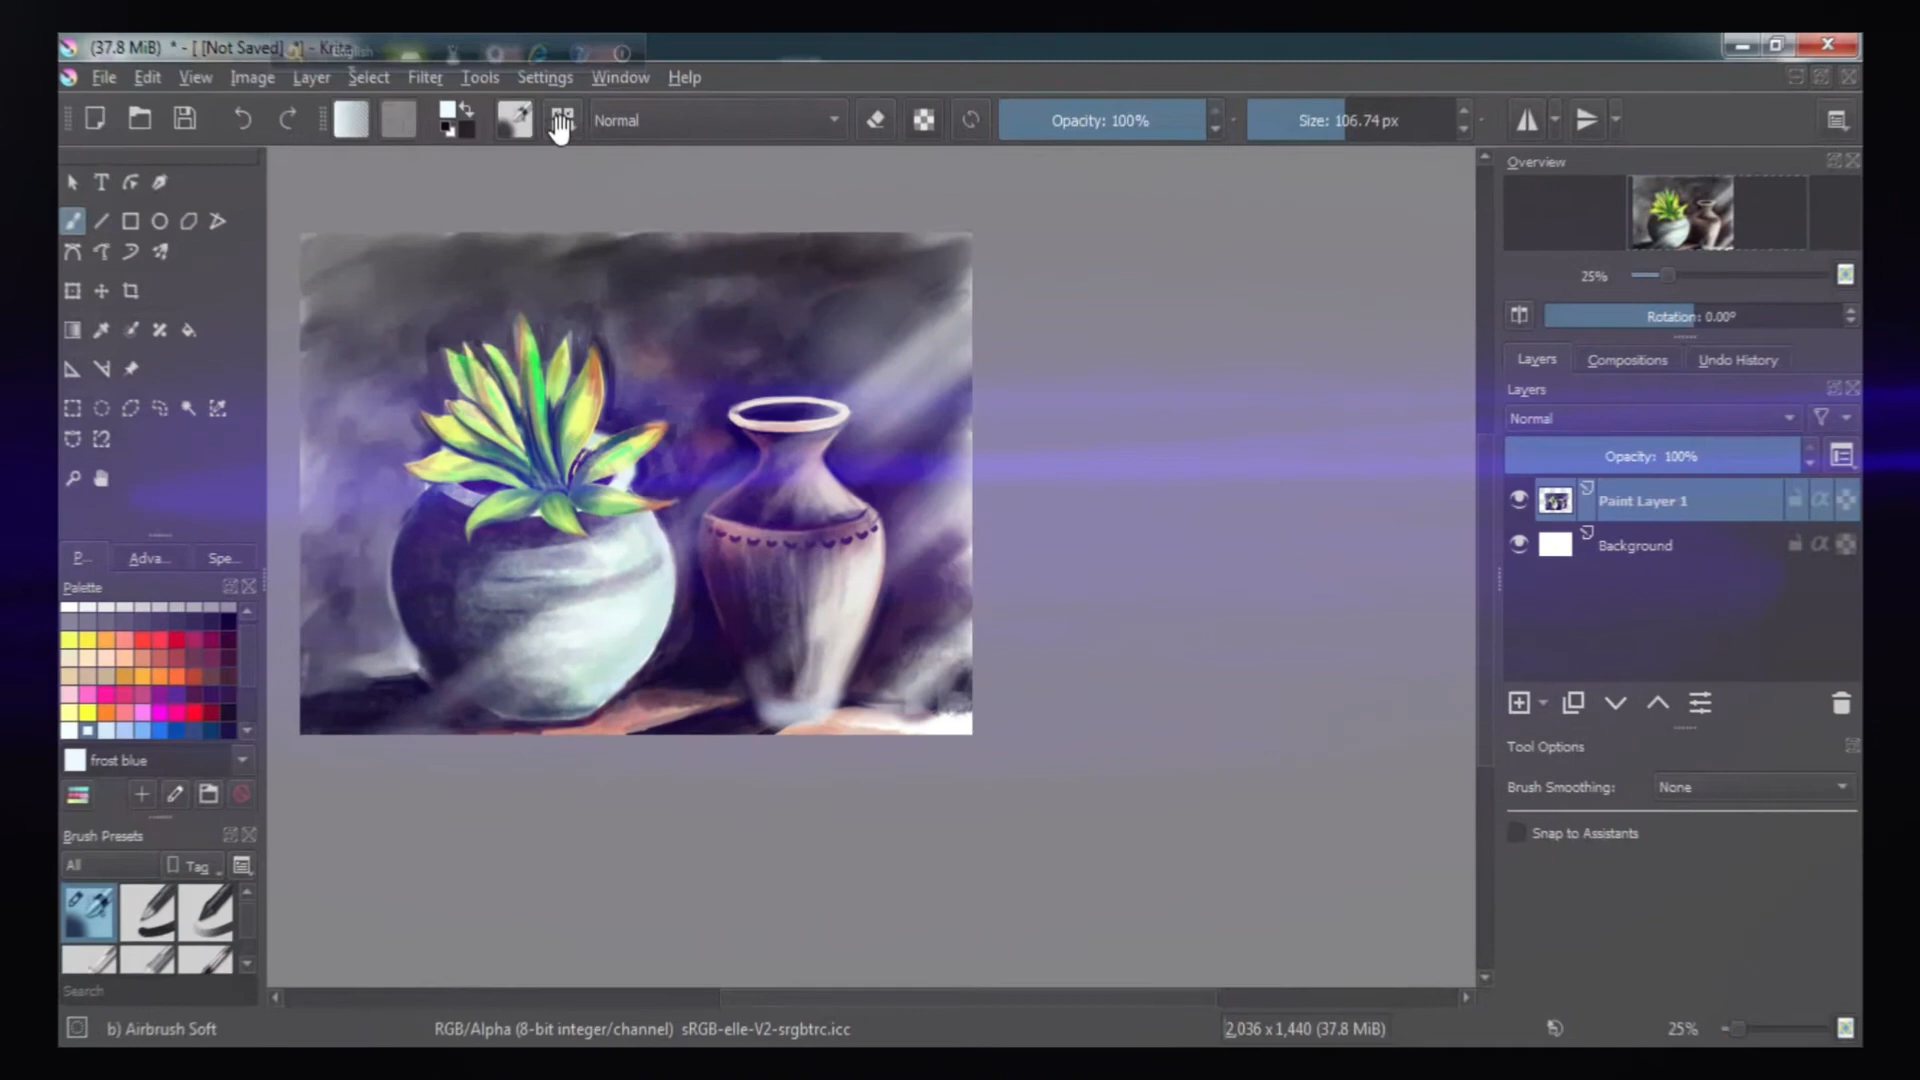 (37.8 MiB) * - [ [Not Saved] *] - Krita
File Edit View Image Layer Select Filter Tools Settings Window Help
Normal
Opacity: 100%
Size: 106.74 px
Overview
25%
Rotation: 0.00°
Layers Compositions Undo History
Layers
Normal
Opacity: 100%
Paint Layer 1
Background
Tool Options
Brush Smoothing: None
Snap to Assistants
P... Adva... Spe...
Palette
frost blue
Brush Presets
All Tag
Search
b) Airbrush Soft
RGB/Alpha (8-bit integer/channel) sRGB-elle-V2-srgbtrc.icc
2,036 x 1,440 (37.8 MiB)
25%